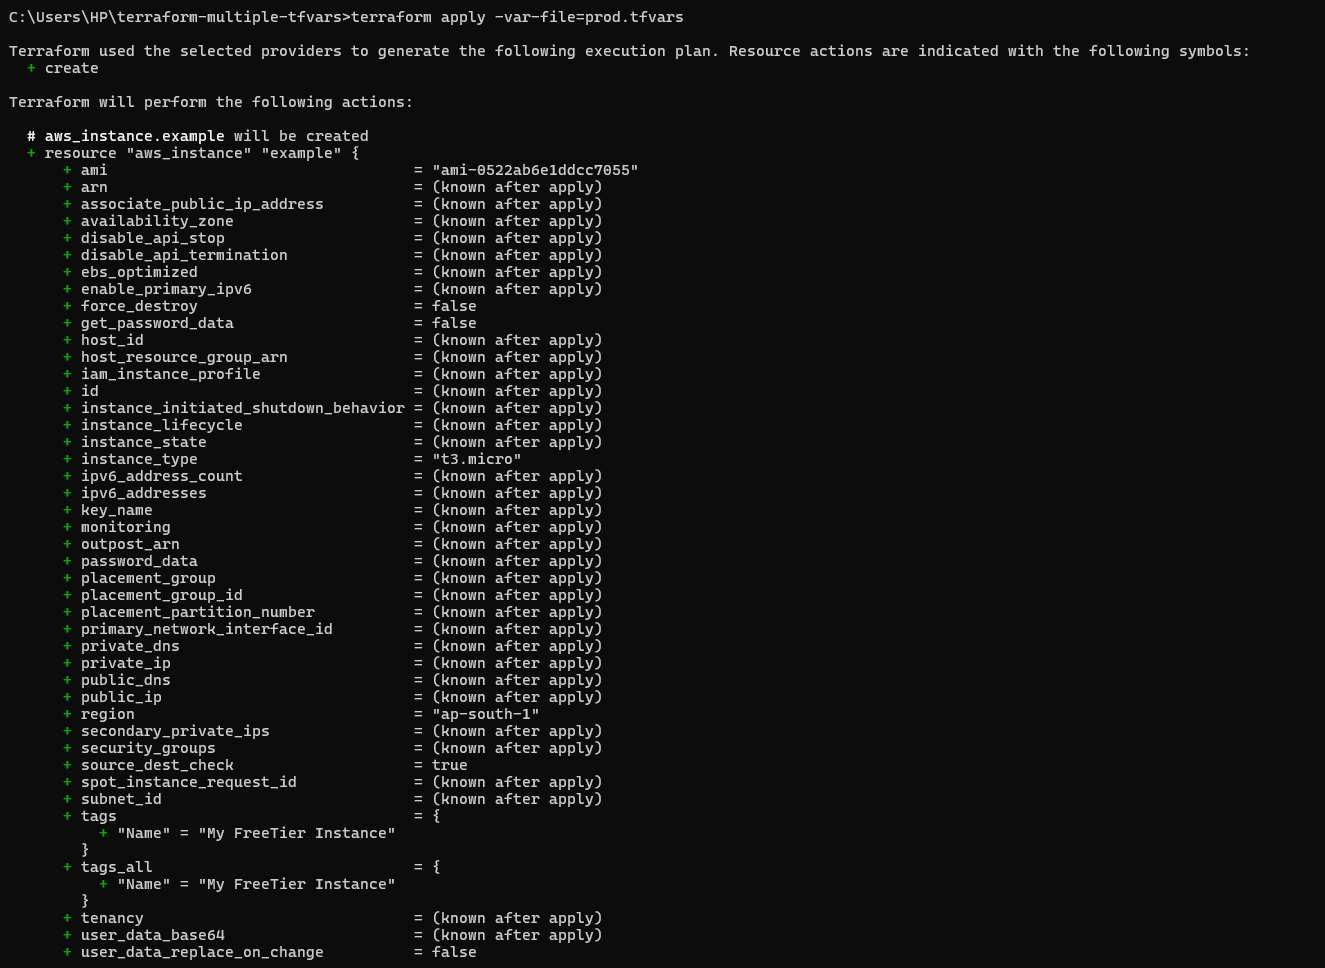 C:\Users\HP\terraform-multiple-tfvars>terraform apply -var-file=prod.tfvars
Terraform used the selected providers to generate the following execution plan. Resource actions are indicated with the following symbols:
+ create
Terraform will perform the following actions:
# aws_instance.example will be created
+ resource "aws_instance" "example" {
+ ami = "ami-0522ab6e1ddcc7055"
+ arn = (known after apply)
+ associate_public_ip_address = (known after apply)
+ availability_zone = (known after apply)
+ disable_api_stop = (known after apply)
+ disable_api_termination = (known after apply)
+ ebs_optimized = (known after apply)
+ enable_primary_ipv6 = (known after apply)
+ force_destroy = false
+ get_password_data = false
+ host_id = (known after apply)
+ host_resource_group_arn = (known after apply)
+ iam_instance_profile = (known after apply)
+ id = (known after apply)
+ instance_initiated_shutdown_behavior = (known after apply)
+ instance_lifecycle = (known after apply)
+ instance_state = (known after apply)
+ instance_type = "t3.micro"
+ ipv6_address_count = (known after apply)
+ ipv6_addresses = (known after apply)
+ key_name = (known after apply)
+ monitoring = (known after apply)
+ outpost_arn = (known after apply)
+ password_data = (known after apply)
+ placement_group = (known after apply)
+ placement_group_id = (known after apply)
+ placement_partition_number = (known after apply)
+ primary_network_interface_id = (known after apply)
+ private_dns = (known after apply)
+ private_ip = (known after apply)
+ public_dns = (known after apply)
+ public_ip = (known after apply)
+ region = "ap-south-1"
+ secondary_private_ips = (known after apply)
+ security_groups = (known after apply)
+ source_dest_check = true
+ spot_instance_request_id = (known after apply)
+ subnet_id = (known after apply)
+ tags = {
+ "Name" = "My FreeTier Instance"
}
+ tags_all = {
+ "Name" = "My FreeTier Instance"
}
+ tenancy = (known after apply)
+ user_data_base64 = (known after apply)
+ user_data_replace_on_change = false